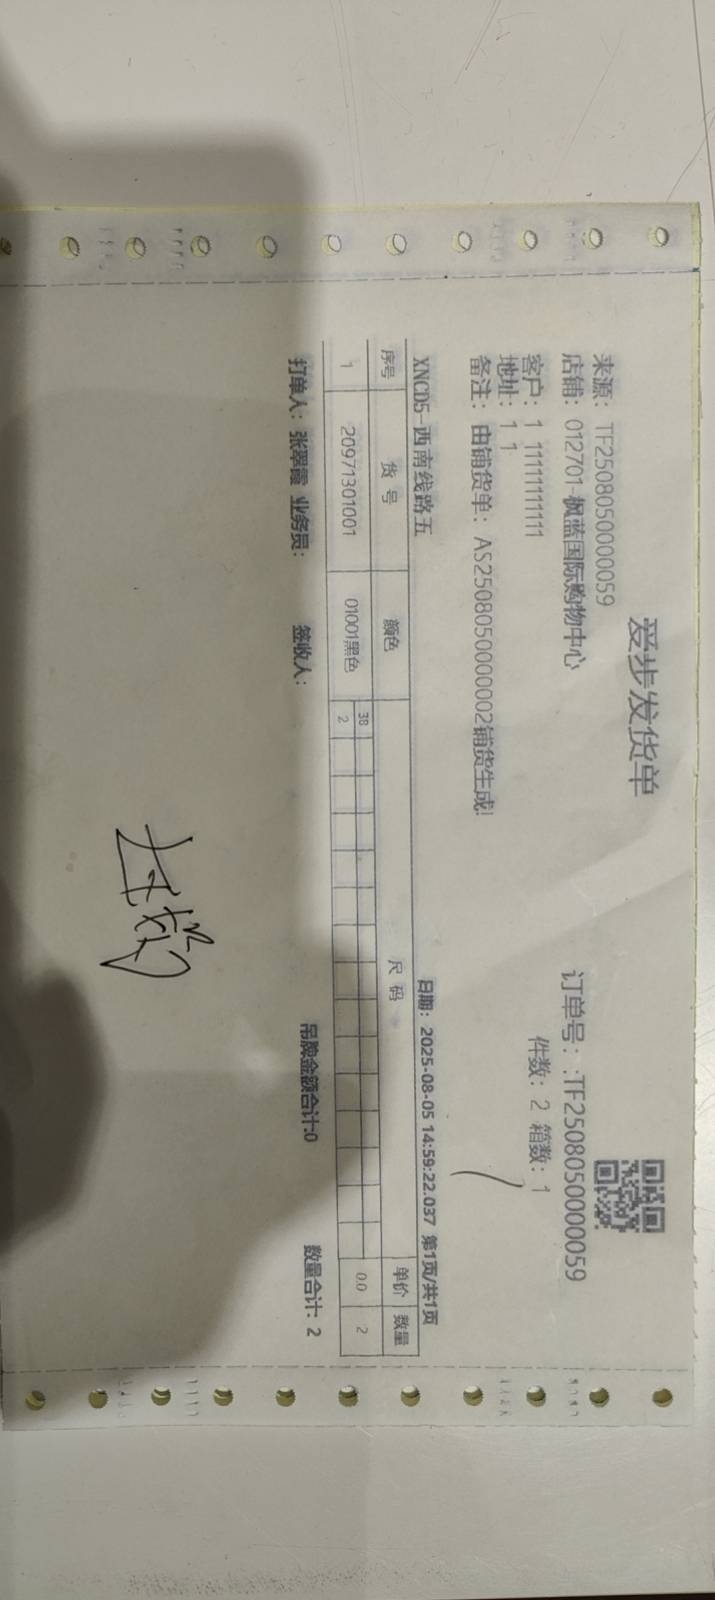 爱步发货单
来源：TF2508050000059
订单号：:TF2508050000059
店铺：012701-枫蓝国际购物中心
件数：2 箱数：1
客户：1 11111111111
地址：1 1
备注：由铺货单：AS2508050000002铺货生成!
XNCD5-西南线路五 日期：2025-08-05 14:59:22.037 第1页/共1页
序号 货号 颜色 尺码 单价 数量
38
1 20971301001 01001黑色 2 0.0 2
打单人：张翠霞 业务员： 签收人： 吊牌金额合计:0 数量合计: 2